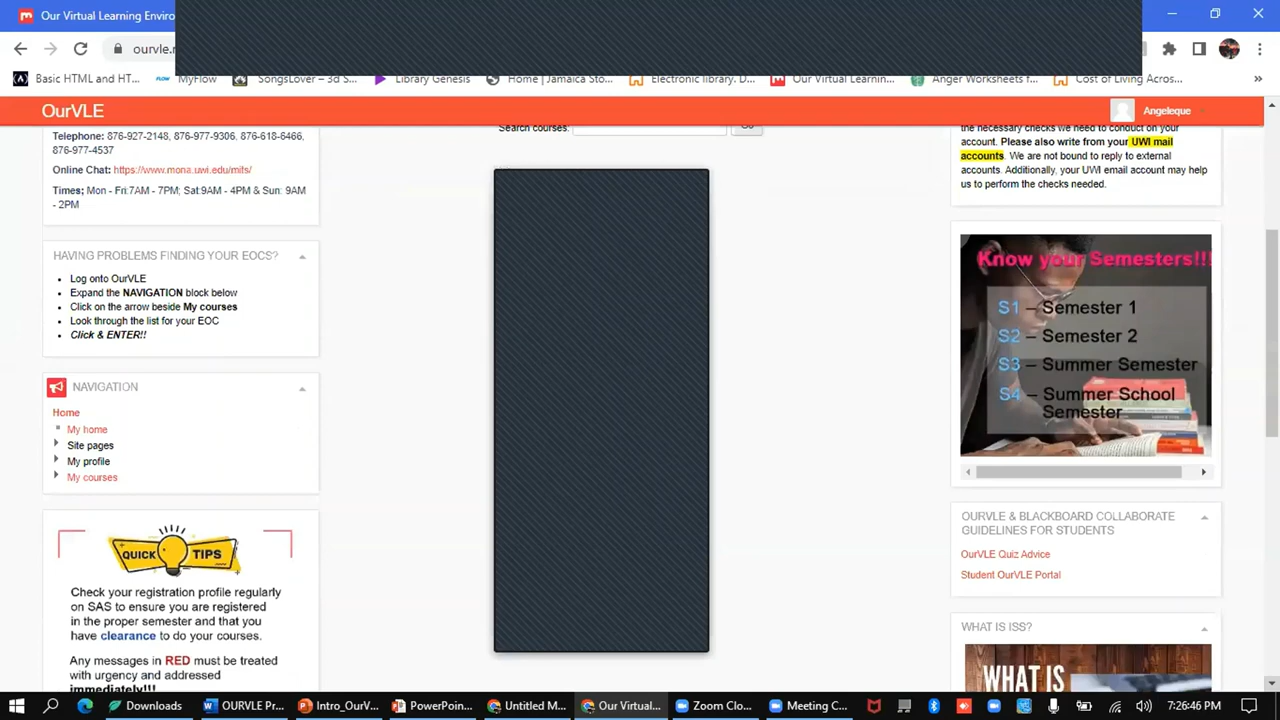 Our Virtual Learning Enviro
ourvle.
Basic HTML and HT...
MyFlow
SongsLover – 3d S...
Library Genesis
Home | Jamaica Sto...
Electronic library. D...
Our Virtual Learnin...
Anger Worksheets f...
Cost of Living Acros...
»
OurVLE
Angeleque
Telephone: 876-927-2148, 876-977-9306, 876-618-6466,
876-977-4537
Online Chat: https://www.mona.uwi.edu/mits/
Times; Mon - Fri:7AM - 7PM; Sat:9AM - 4PM & Sun: 9AM
- 2PM
HAVING PROBLEMS FINDING YOUR EOCS?
• Log onto OurVLE
• Expand the NAVIGATION block below
• Click on the arrow beside My courses
• Look through the list for your EOC
• Click & ENTER!!
NAVIGATION
Home
My home
Site pages
My profile
My courses
QUICK TIPS
Check your registration profile regularly
on SAS to ensure you are registered
in the proper semester and that you
have clearance to do your courses.
Any messages in RED must be treated
with urgency and addressed
immediately!!!
Search courses:
Go
the necessary checks we need to conduct on your
account. Please also write from your UWI mail
accounts. We are not bound to reply to external
accounts. Additionally, your UWI email account may help
us to perform the checks needed.
Know your Semesters!!!
S1 – Semester 1
S2 – Semester 2
S3 – Summer Semester
S4 – Summer School
Semester
OURVLE & BLACKBOARD COLLABORATE
GUIDELINES FOR STUDENTS
OurVLE Quiz Advice
Student OurVLE Portal
WHAT IS ISS?
WHAT IS
Downloads
OURVLE Pr...
Intro_OurV...
PowerPoin...
Untitled M...
Our Virtual...
Zoom Clo...
Meeting C...
7:26:46 PM